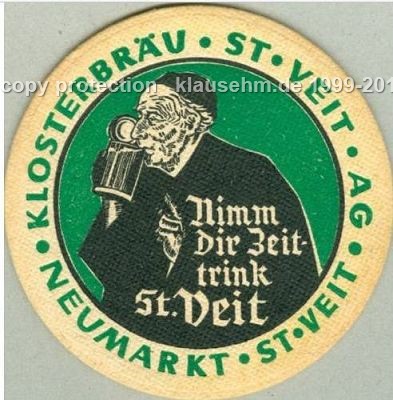 KLOSTERBRÄU • ST • VEIT • AG •
NEUMARKT • ST • VEIT •
copy protection klausehm.de 1999-201
Nimm
Dir Zeit-
trink
St. Veit